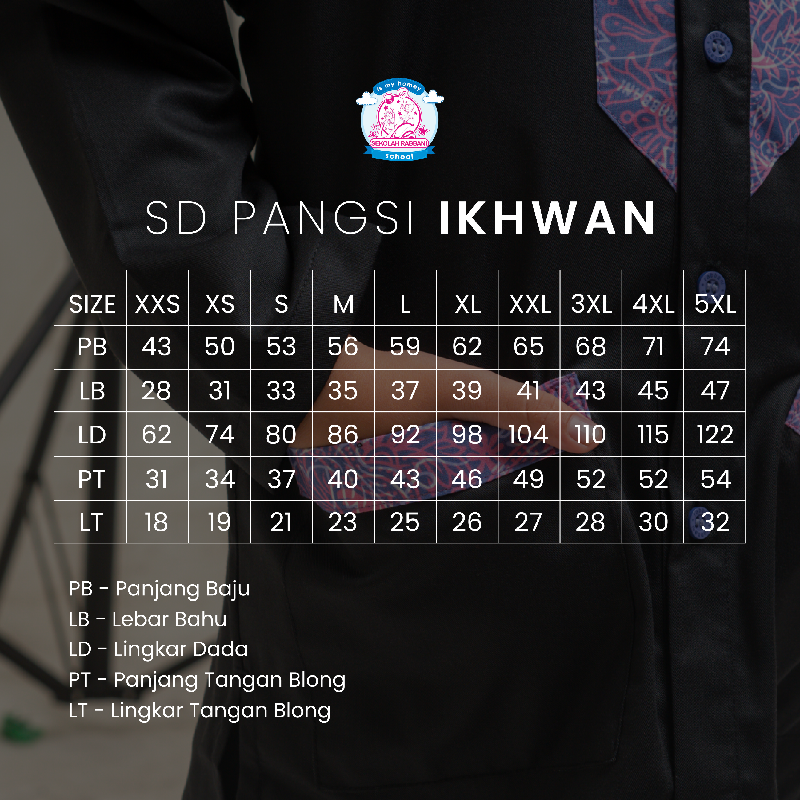 is my homey
SEKOLAH RABBANI
school
SD PANGSI IKHWAN
SIZE XXS XS S M L XL XXL 3XL 4XL 5XL
PB 43 50 53 56 59 62 65 68 71 74
LB 28 31 33 35 37 39 41 43 45 47
LD 62 74 80 86 92 98 104 110 115 122
PT 31 34 37 40 43 46 49 52 52 54
LT 18 19 21 23 25 26 27 28 30 32
PB - Panjang Baju
LB - Lebar Bahu
LD - Lingkar Dada
PT - Panjang Tangan Blong
LT - Lingkar Tangan Blong